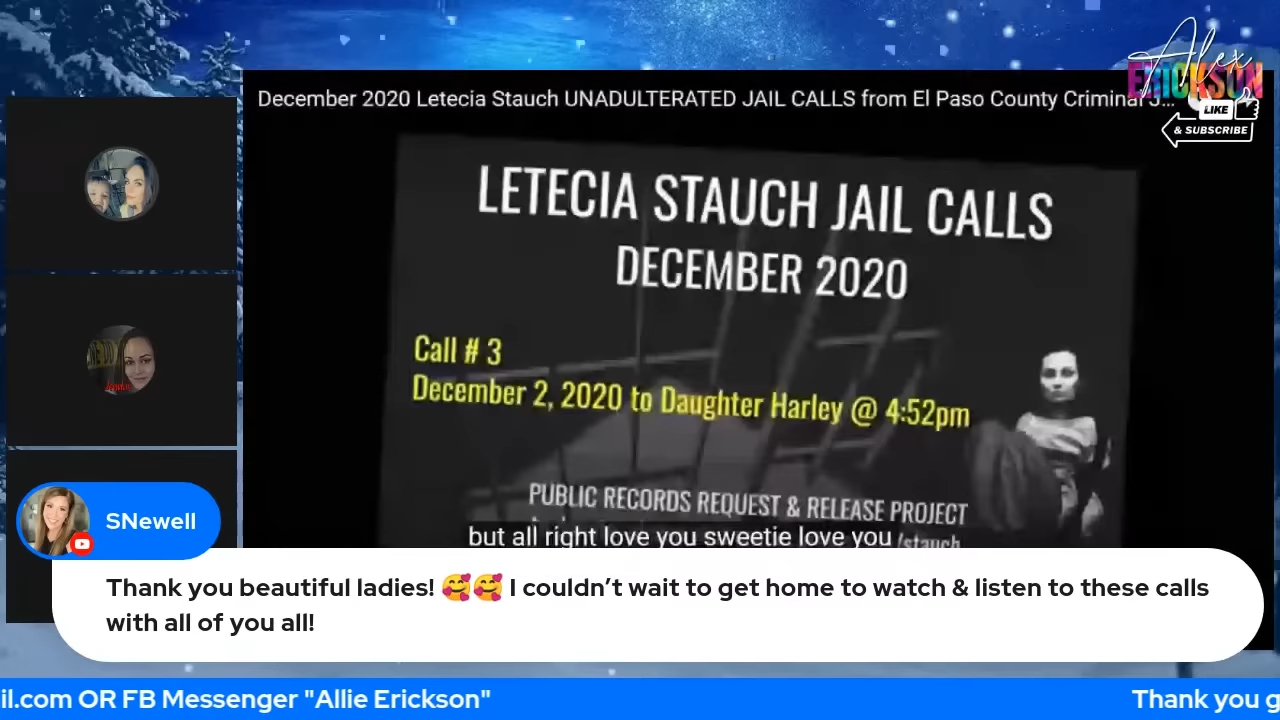 Alex
ERICKSON
LIKE
& SUBSCRIBE
December 2020 Letecia Stauch UNADULTERATED JAIL CALLS from El Paso County Criminal J...
LETECIA STAUCH JAIL CALLS
DECEMBER 2020
Call # 3
December 2, 2020 to Daughter Harley @ 4:52pm
PUBLIC RECORDS REQUEST & RELEASE PROJECT
/stauch
but all right love you sweetie love you
SNewell
Thank you beautiful ladies! 🥰🥰 I couldn’t wait to get home to watch & listen to these calls
with all of you all!
il.com OR FB Messenger "Allie Erickson"
Thank you g